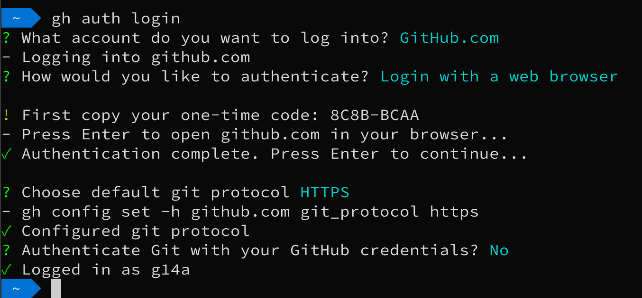 ~ gh auth login
? What account do you want to log into? GitHub.com
- Logging into github.com
? How would you like to authenticate? Login with a web browser
! First copy your one-time code: 8C8B-BCAA
- Press Enter to open github.com in your browser...
✓ Authentication complete. Press Enter to continue...
? Choose default git protocol HTTPS
- gh config set -h github.com git_protocol https
✓ Configured git protocol
? Authenticate Git with your GitHub credentials? No
✓ Logged in as g14a
~